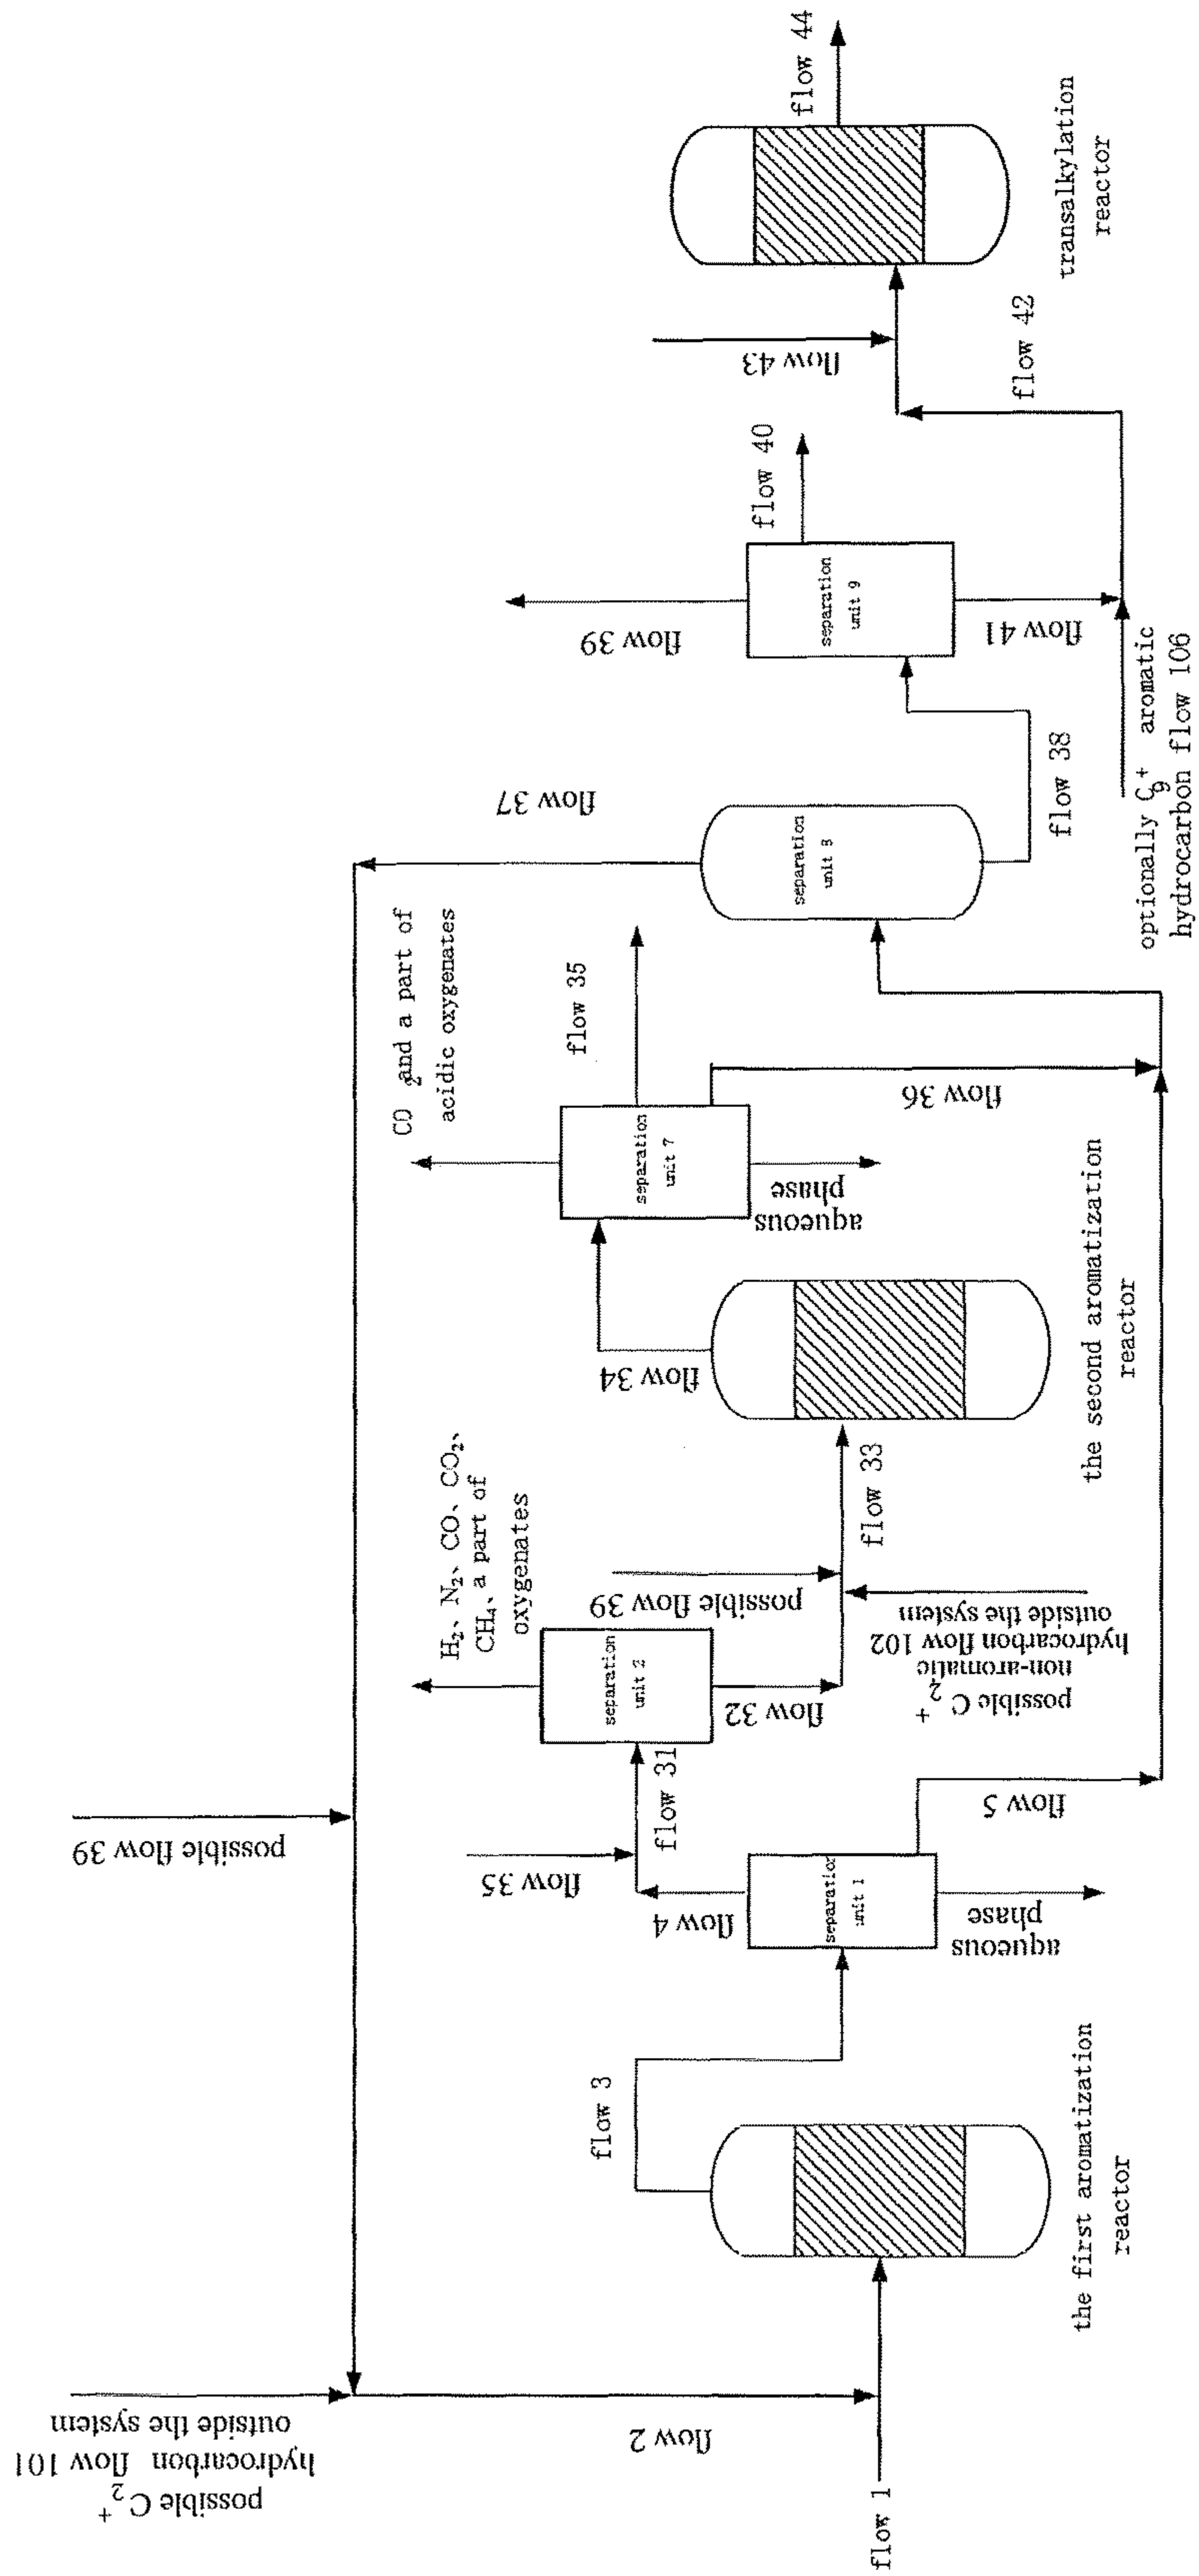 possible C₂⁺
hydrocarbon flow 101
outside the system
flow 1
flow 2
flow 3
the first aromatization
reactor
possible flow 39
flow 35
flow 4
separation
unit 1
aqueous
phase
flow 5
flow 31
H₂、N₂、CO、CO₂、
CH₄、a part of
oxygenates
separation
unit 2
flow 32
possible flow 39
possible C₂⁺
non-aromatic
hydrocarbon flow 102
outside the system
flow 33
flow 34
the second aromatization
reactor
CO₂ and a part of
acidic oxygenates
separation
unit 7
aqueous
phase
flow 35
flow 36
flow 37
separation
unit 8
flow 38
flow 39
separation
unit 9
flow 40
flow 41
optionally C₉⁺ aromatic
hydrocarbon flow 106
flow 42
flow 43
transalkylation
reactor
flow 44